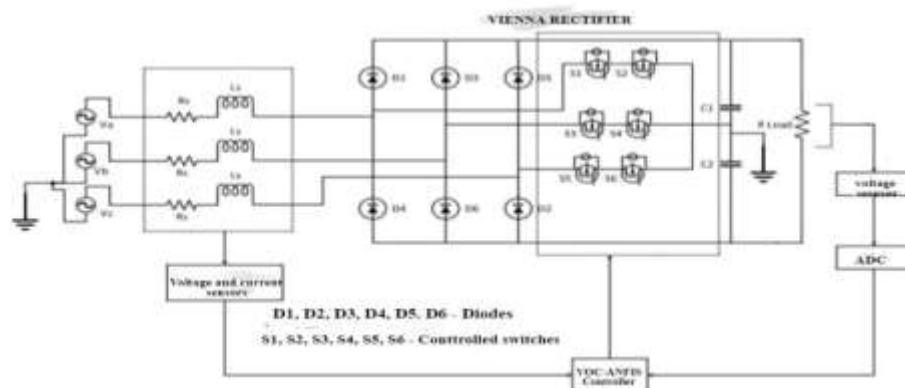 VIENNA RECTIFIER
D1 D3 D5
S1 S2
Rs Ls
Va
C1
R Load
S3 S4
Rs Ls
Vb
C2
S5 S6
voltage
Rs Ls
Vc
D4 D6 D2
ADC
Voltage and current
sensors
D1, D2, D3, D4, D5, D6 - Diodes
S1, S2, S3, S4, S5, S6 - Conttrolled switches
VOC-ANFIS
Controller